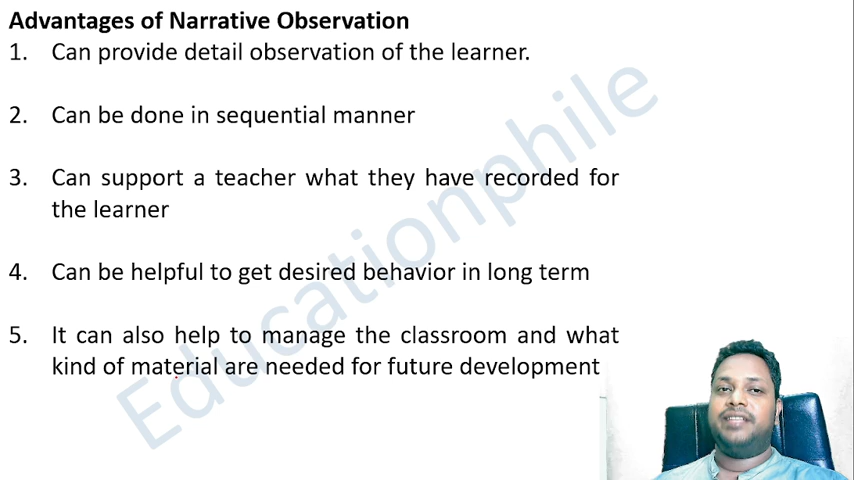 Advantages of Narrative Observation
1. Can provide detail observation of the learner.
2. Can be done in sequential manner
3. Can support a teacher what they have recorded for
the learner
4. Can be helpful to get desired behavior in long term
5. It can also help to manage the classroom and what
kind of material are needed for future development
Educationphile